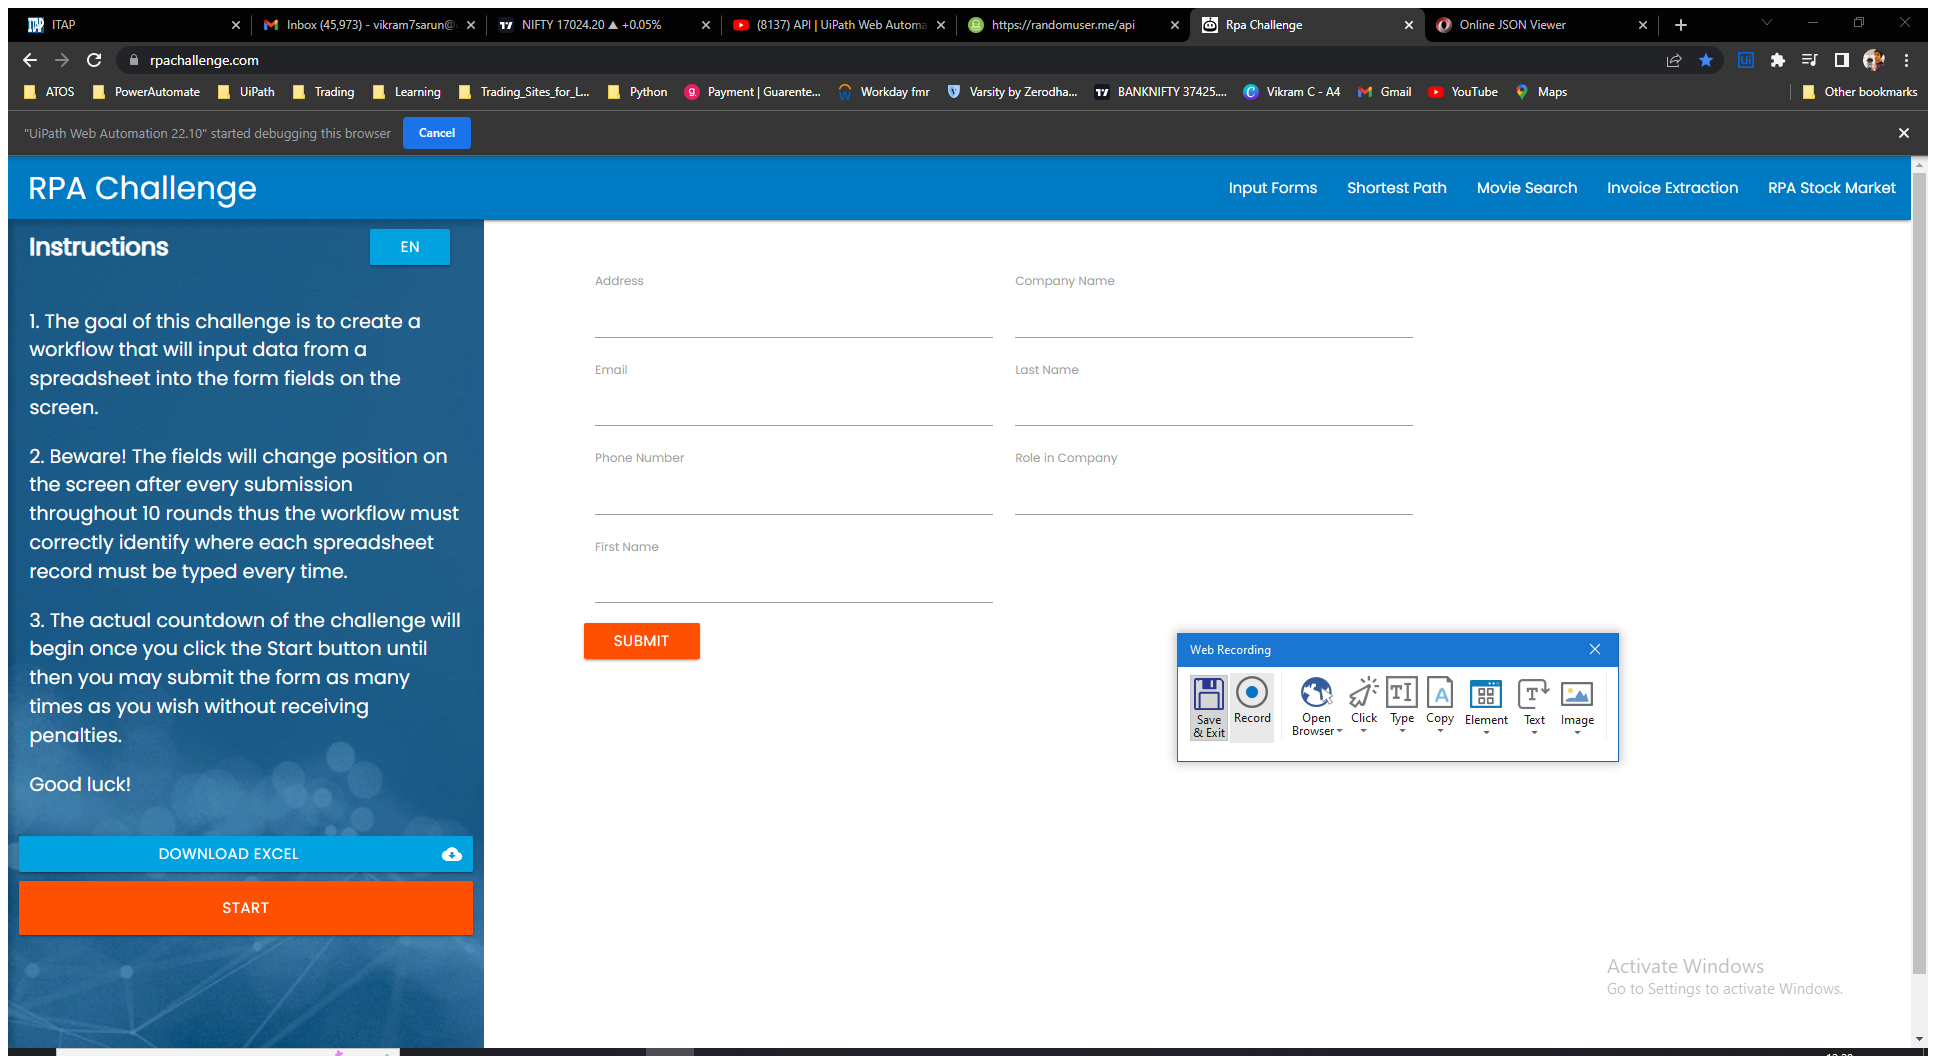 ITAP
Inbox (45,973) - vikram7sarun@
NIFTY 17024.20 ▲ +0.05%
(8137) API | UiPath Web Automa
https://randomuser.me/api
Rpa Challenge
Online JSON Viewer
rpachallenge.com
ATOS
PowerAutomate
UiPath
Trading
Learning
Trading_Sites_for_L...
Python
Payment | Guarente...
Workday fmr
Varsity by Zerodha...
BANKNIFTY 37425....
Vikram C - A4
Gmail
YouTube
Maps
Other bookmarks
"UiPath Web Automation 22.10" started debugging this browser
Cancel
RPA Challenge
Input Forms
Shortest Path
Movie Search
Invoice Extraction
RPA Stock Market
Instructions
EN
1. The goal of this challenge is to create a
workflow that will input data from a
spreadsheet into the form fields on the
screen.
2. Beware! The fields will change position on
the screen after every submission
throughout 10 rounds thus the workflow must
correctly identify where each spreadsheet
record must be typed every time.
3. The actual countdown of the challenge will
begin once you click the Start button until
then you may submit the form as many
times as you wish without receiving
penalties.
Good luck!
DOWNLOAD EXCEL
START
Address
Company Name
Email
Last Name
Phone Number
Role in Company
First Name
SUBMIT
Web Recording
Save
& Exit
Record
Open
Browser
Click
Type
Copy
Element
Text
Image
Activate Windows
Go to Settings to activate Windows.